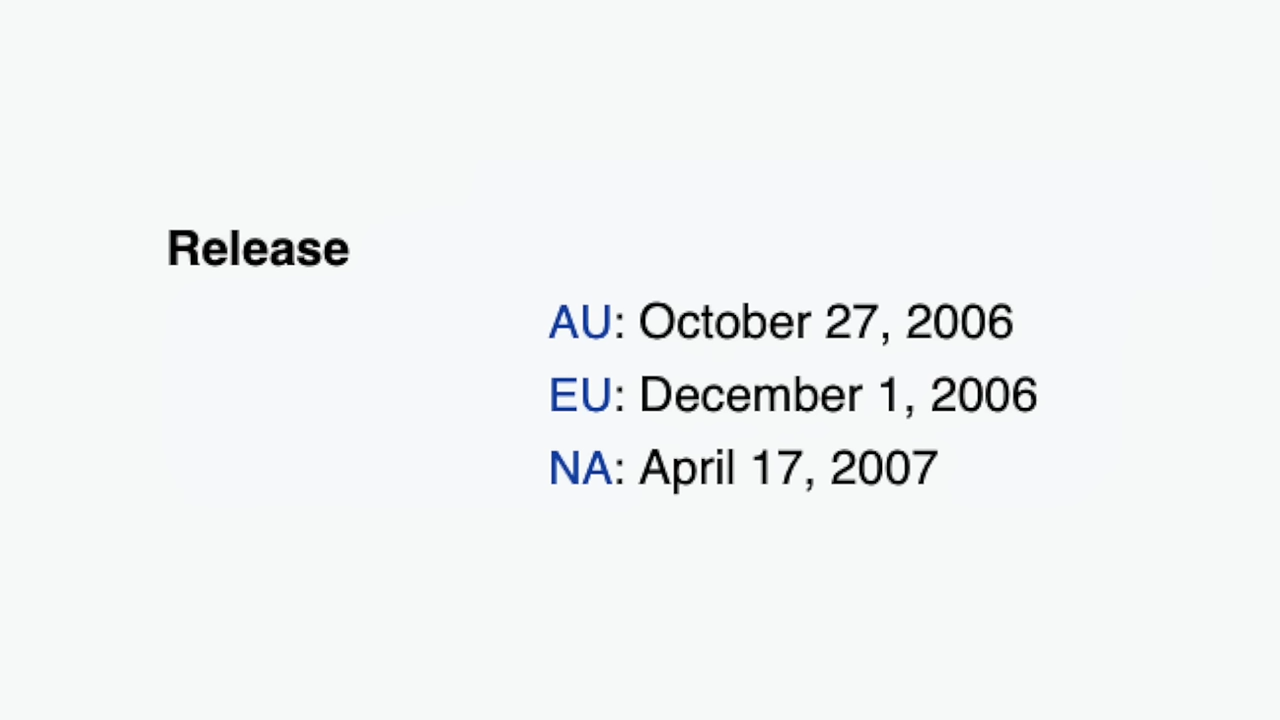 Release
AU: October 27, 2006
EU: December 1, 2006
NA: April 17, 2007